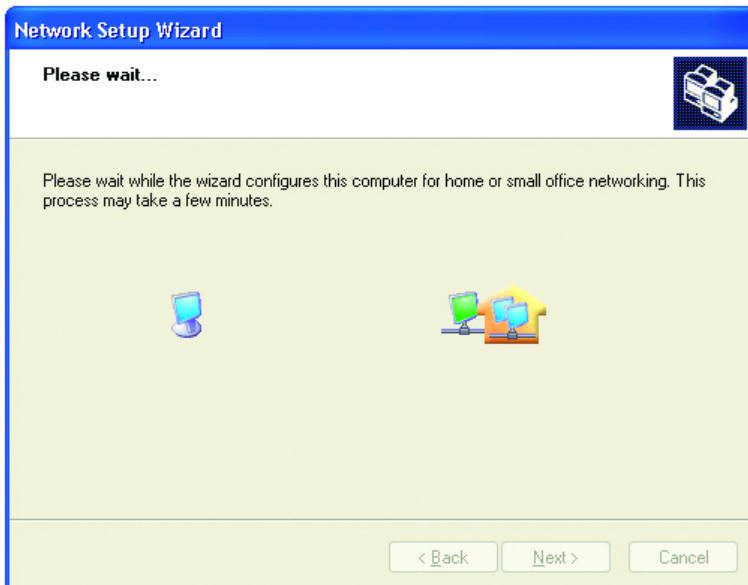 Network Setup Wizard
Please wait...
Please wait while the wizard configures this computer for home or small office networking. This
process may take a few minutes.
< Back
Next >
Cancel